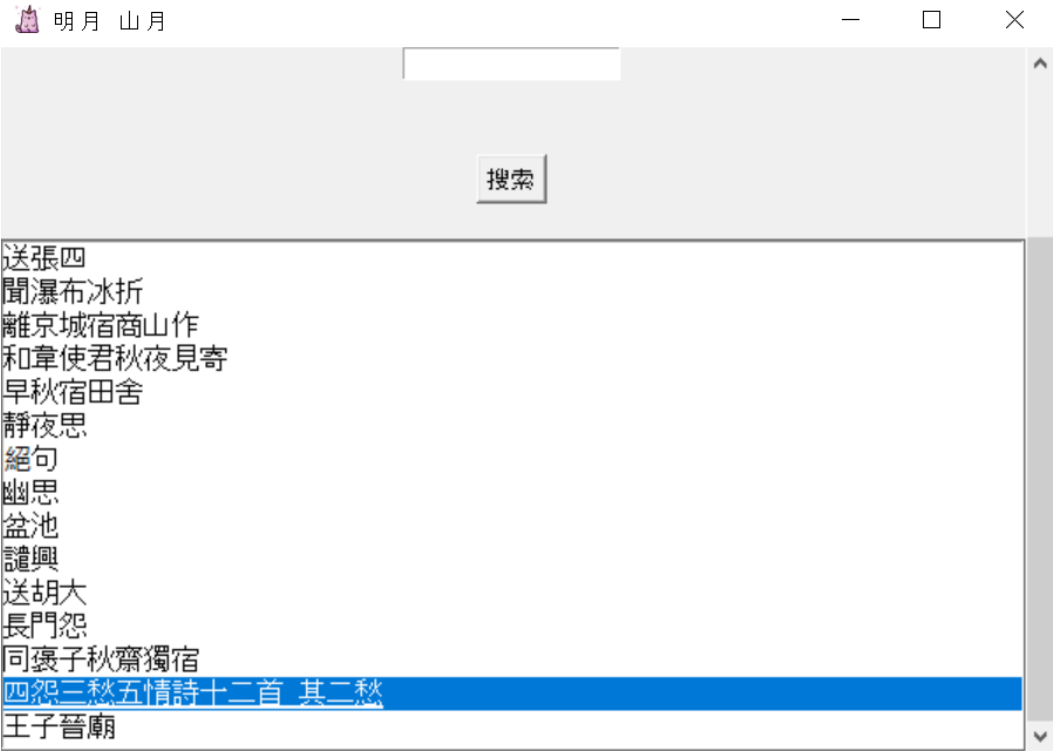 明月 山月
搜索
送張四
聞瀑布冰折
離京城宿商山作
和韋使君秋夜見寄
早秋宿田舍
靜夜思
絕句
幽思
盆池
譴興
送胡大
長門怨
同褒子秋齋獨宿
四怨三愁五情詩十二首 其二愁
王子晉廟